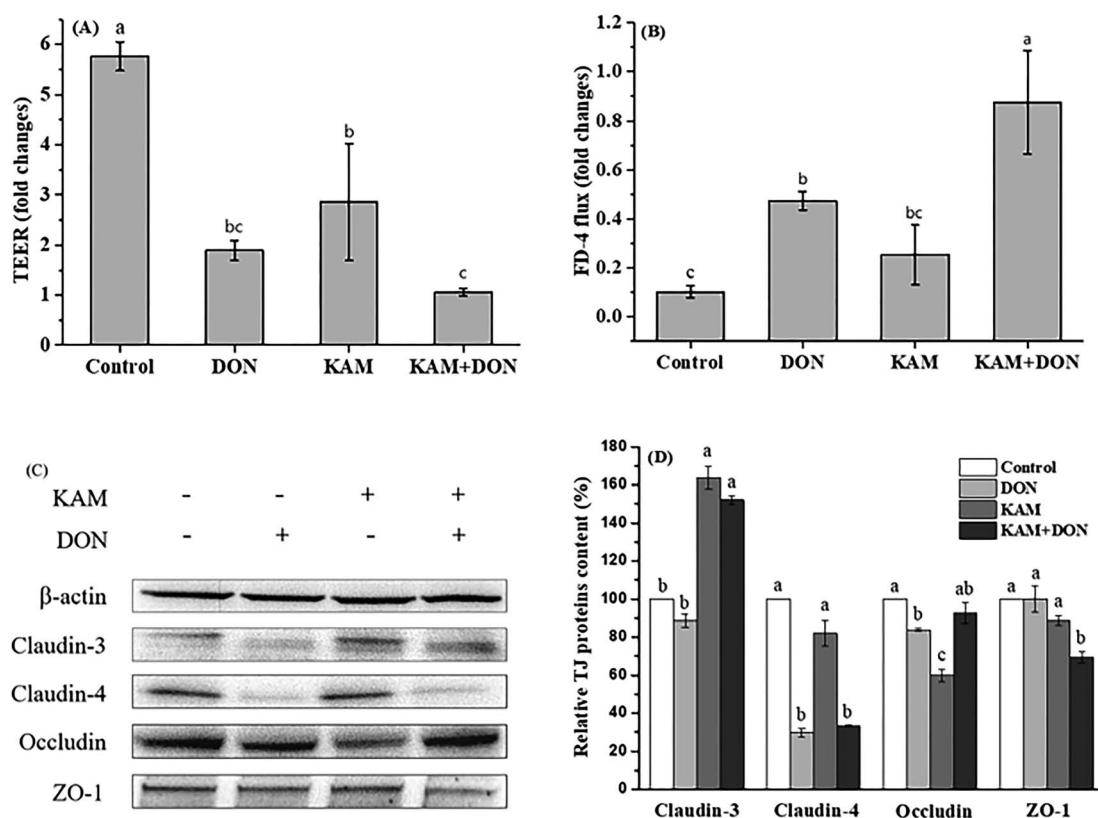 (A)
TEER (fold changes)
6
5
4
3
2
1
0
a
bc
b
c
Control
DON
KAM
KAM+DON
(B)
FD-4 flux (fold changes)
1.2
1.0
0.8
0.6
0.4
0.2
0.0
c
b
bc
a
Control
DON
KAM
KAM+DON
(C)
KAM - - + +
DON - + - +
β-actin
Claudin-3
Claudin-4
Occludin
ZO-1
(D)
Relative TJ proteins content (%)
180
160
140
120
100
80
60
40
20
0
Control
DON
KAM
KAM+DON
b b a a
a b a b
a b c ab
a a a b
Claudin-3
Claudin-4
Occludin
ZO-1